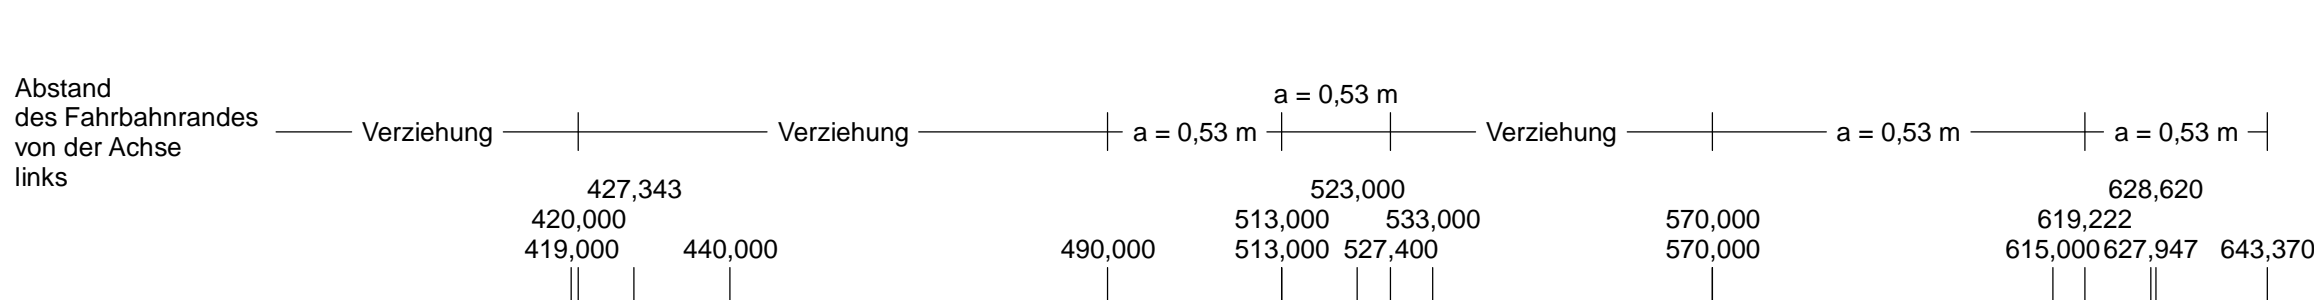 Abstand
des Fahrbahnrandes
von der Achse
links
a = 0,53 m
Verziehung Verziehung a = 0,53 m Verziehung a = 0,53 m a = 0,53 m
427,343 523,000 628,620
420,000 513,000 533,000 570,000 619,222
419,000 440,000 490,000 513,000 527,400 570,000 615,000 627,947 643,370